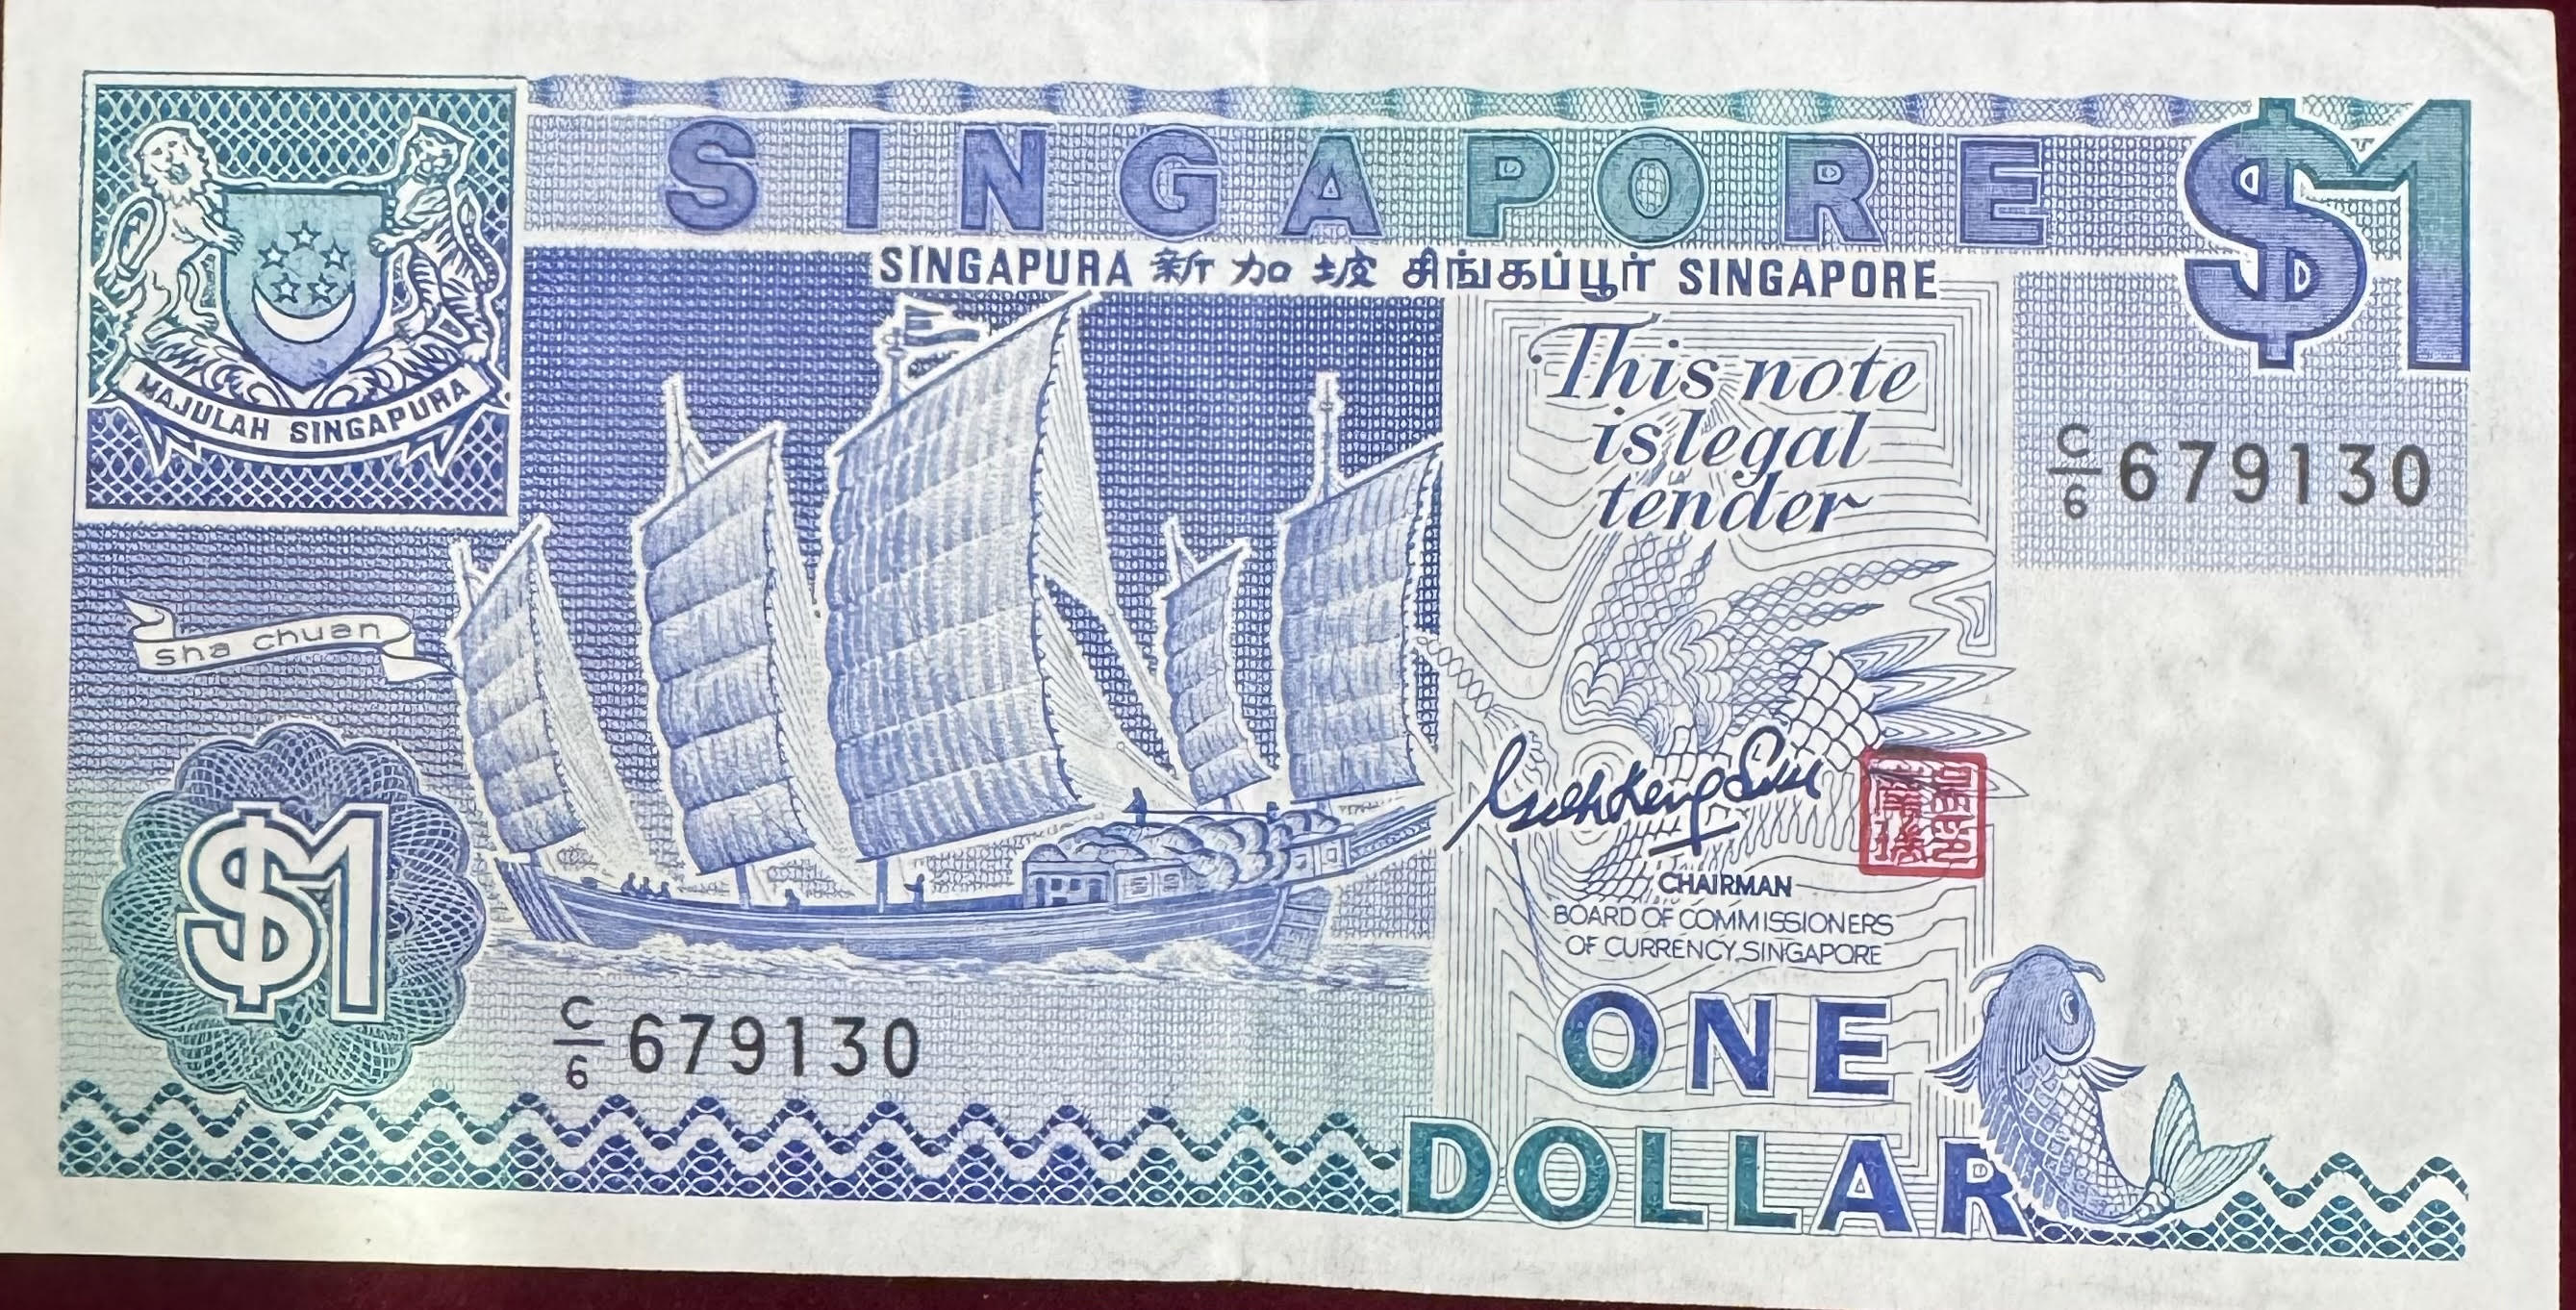 SINGAPORE
$1
SINGAPURA 新加坡 சிங்கப்பூர் SINGAPORE
MAJULAH SINGAPURA
This note
is legal
tender
C/6 679130
sha chuan
$1
CHAIRMAN
BOARD OF COMMISSIONERS
OF CURRENCY, SINGAPORE
C/6 679130
ONE
DOLLAR